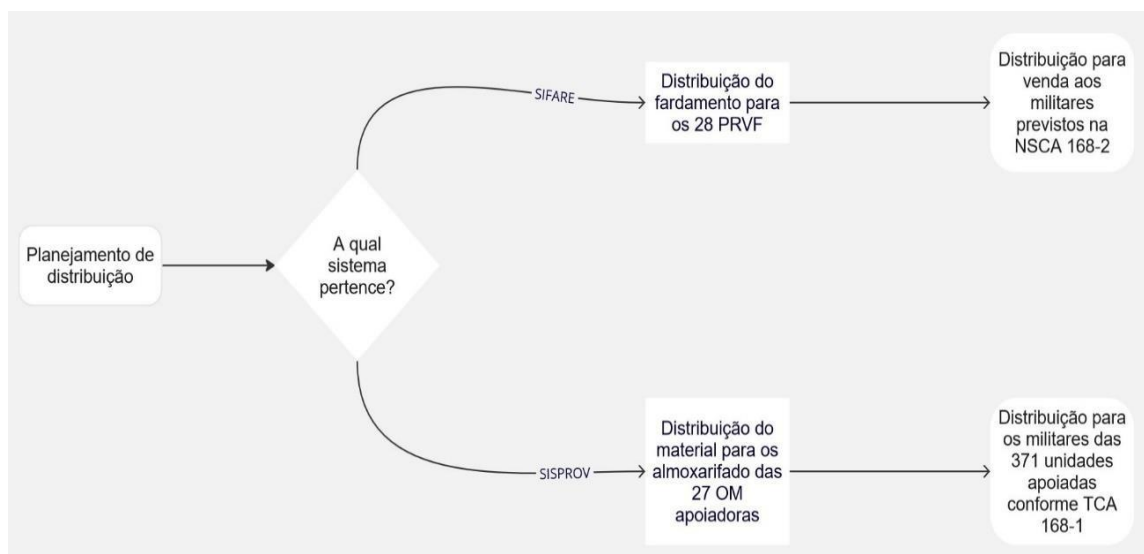 Planejamento de
distribuição
A qual
sistema
pertence?
SIFARE
Distribuição do
fardamento para
os 28 PRVF
Distribuição para
venda aos
militares
previstos na
NSCA 168-2
SISPROV
Distribuição do
material para os
almoxarifado das
27 OM
apoiadoras
Distribuição para
os militares das
371 unidades
apoiadas
conforme TCA
168-1